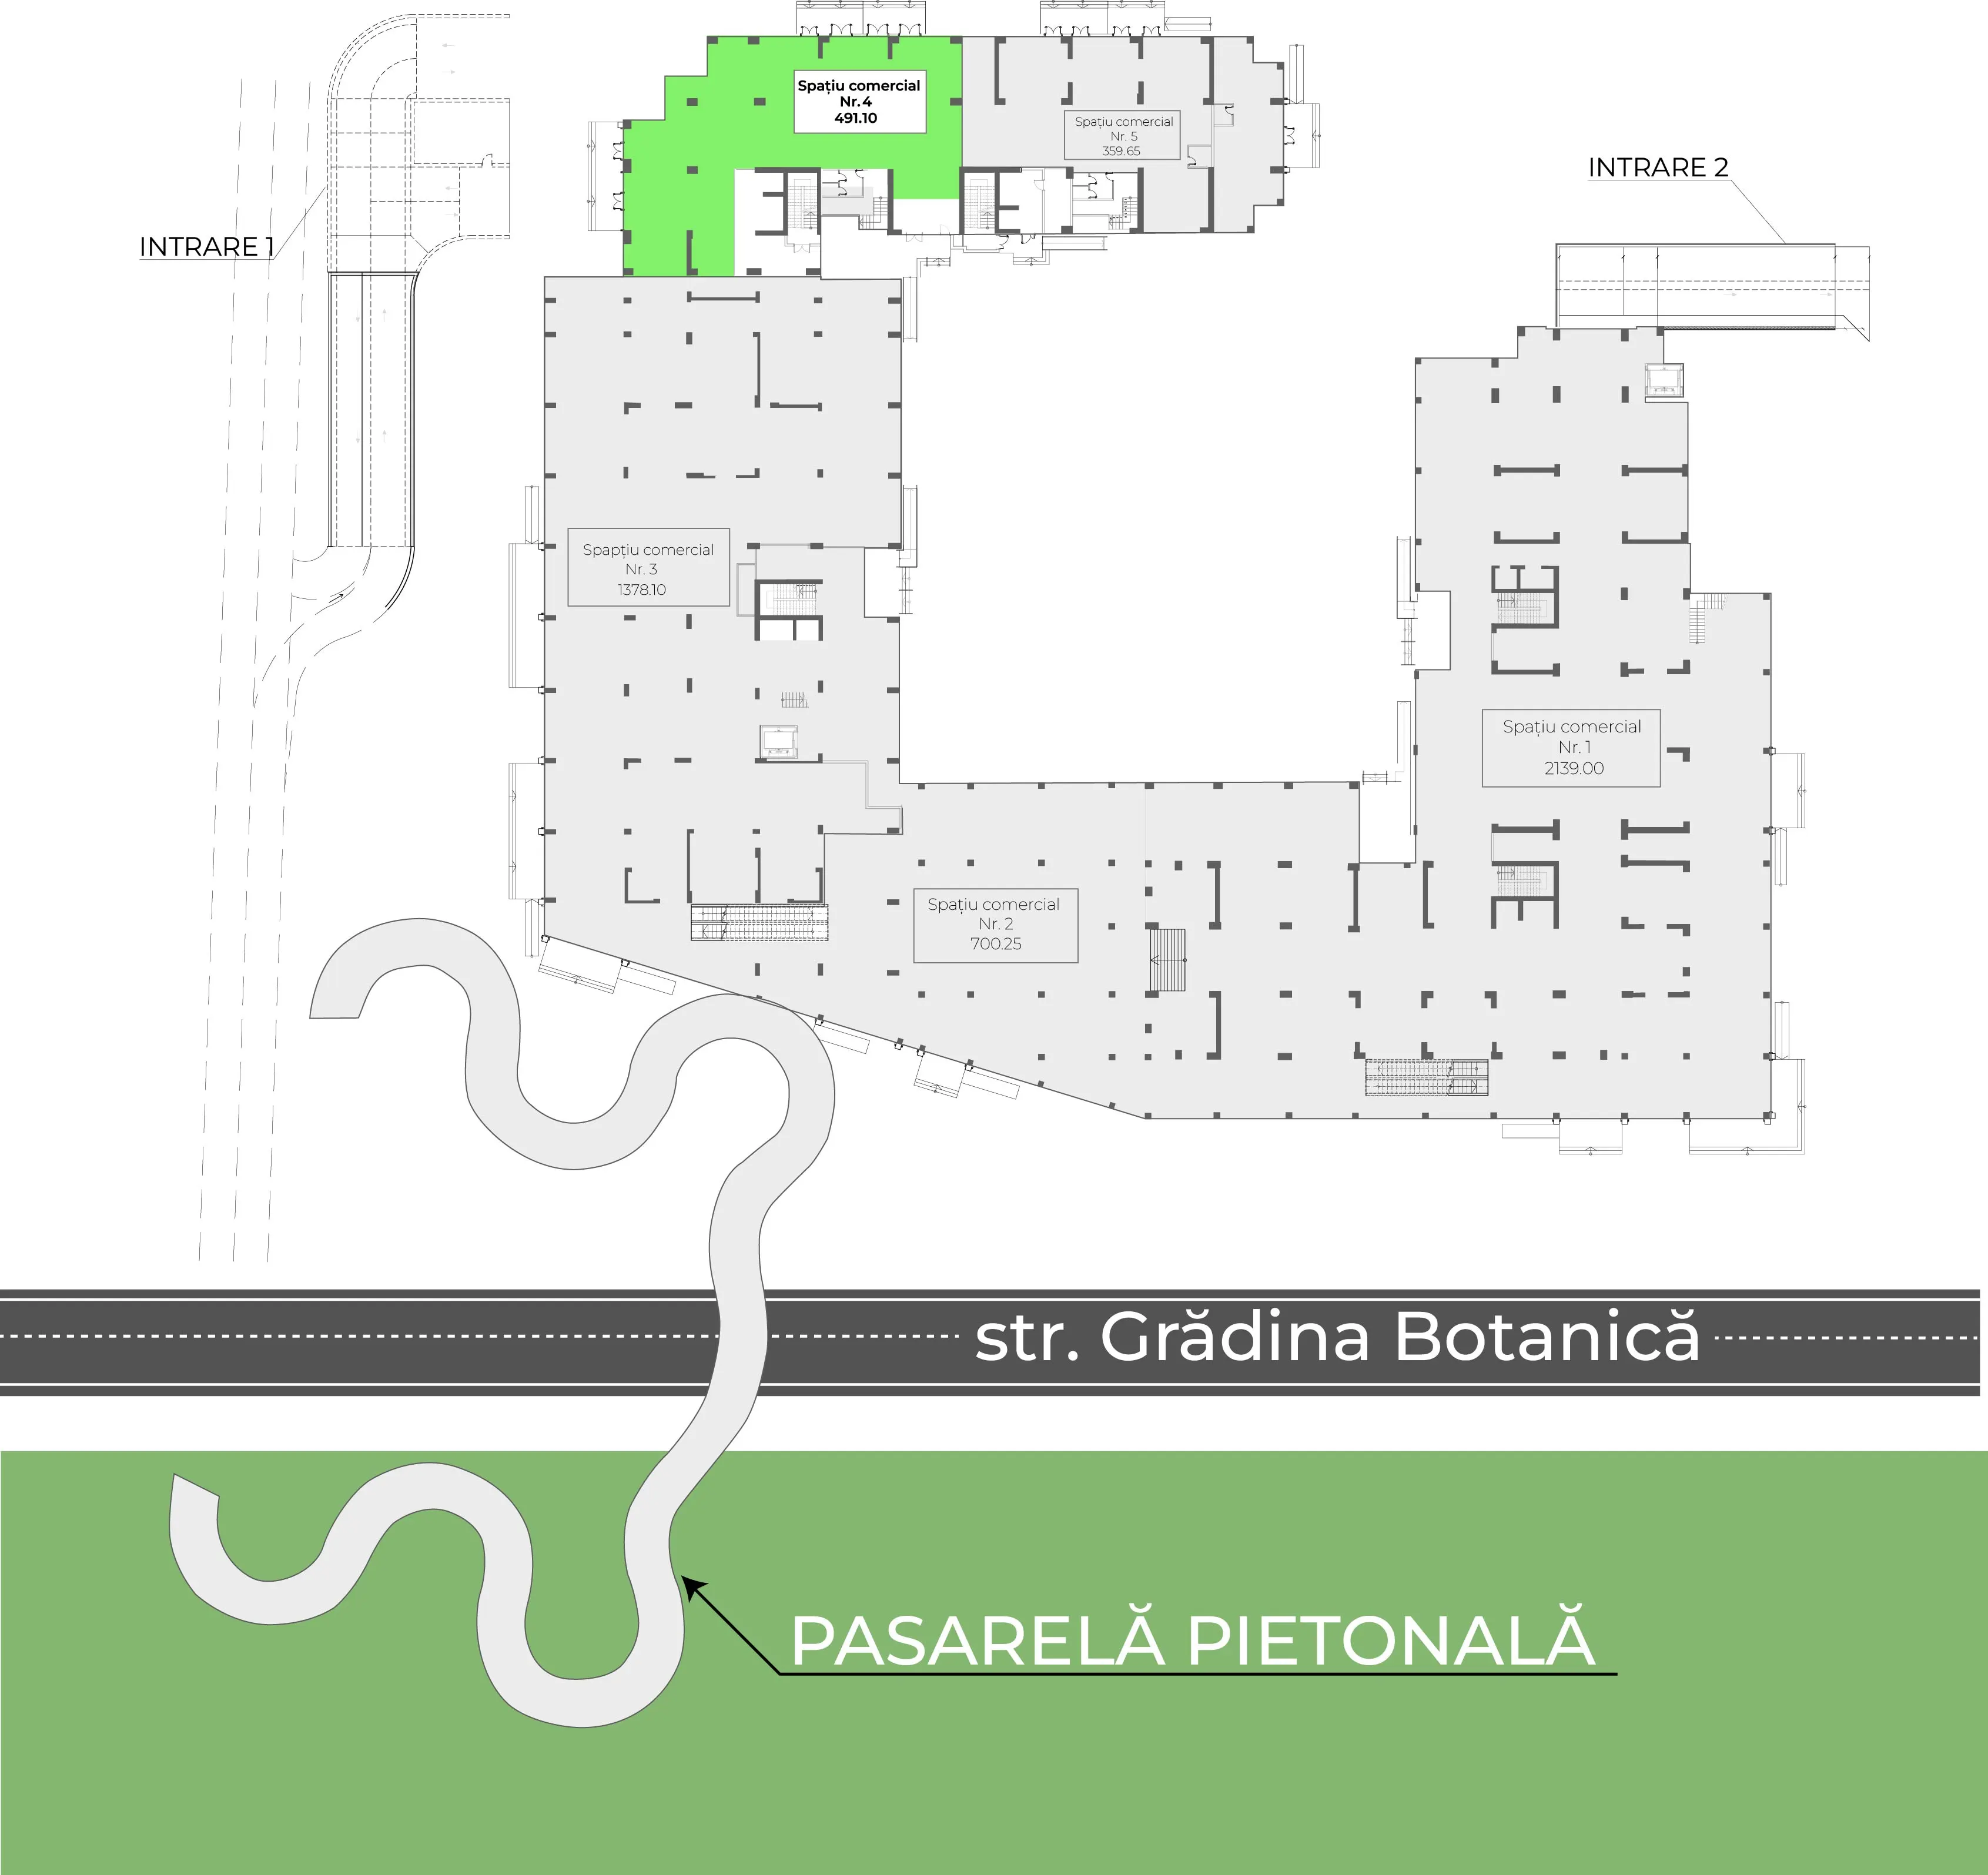 Spațiu comercial
Nr. 4
491.10
Spațiu comercial
Nr. 5
359.65
INTRARE 2
INTRARE 1
Spapțiu comercial
Nr. 3
1378.10
Spațiu comercial
Nr. 1
2139.00
Spațiu comercial
Nr. 2
700.25
str. Grădina Botanică
PASARELĂ PIETONALĂ